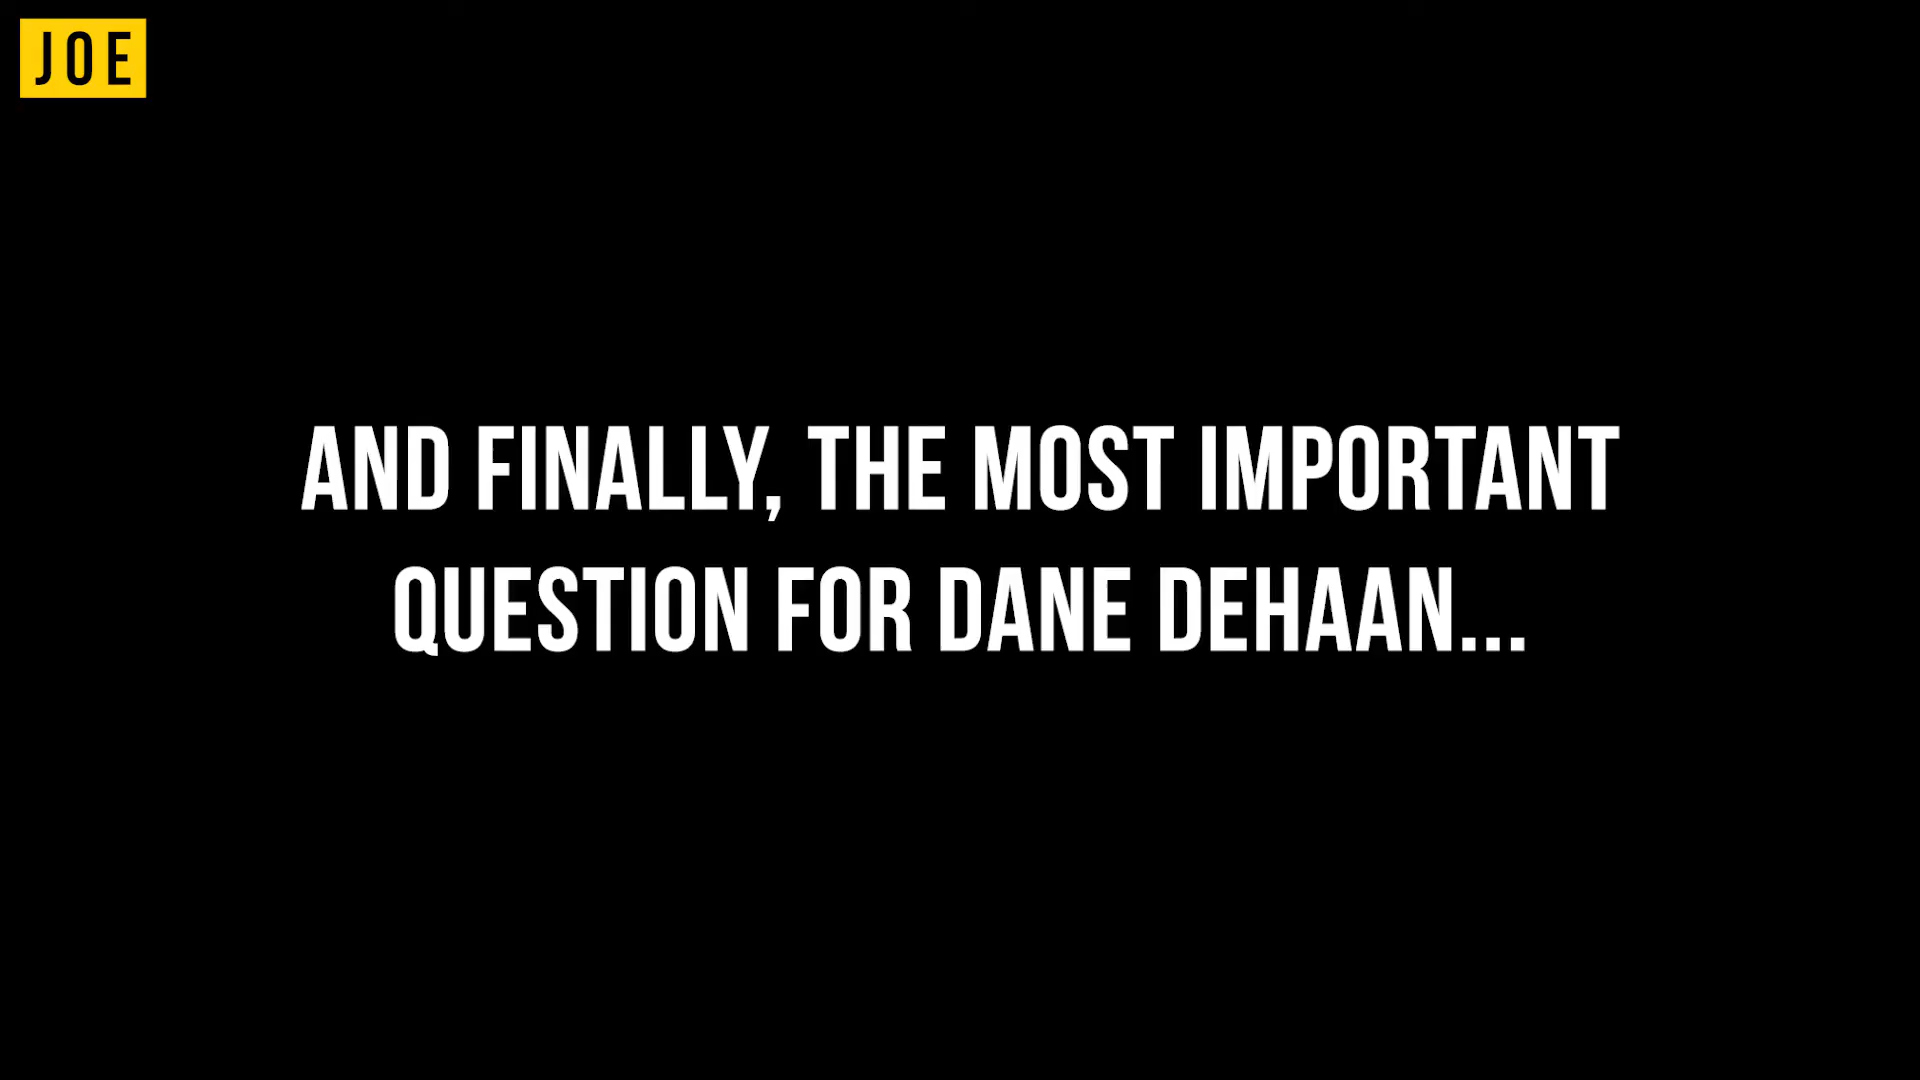 JOE
AND FINALLY, THE MOST IMPORTANT
QUESTION FOR DANE DEHAAN...